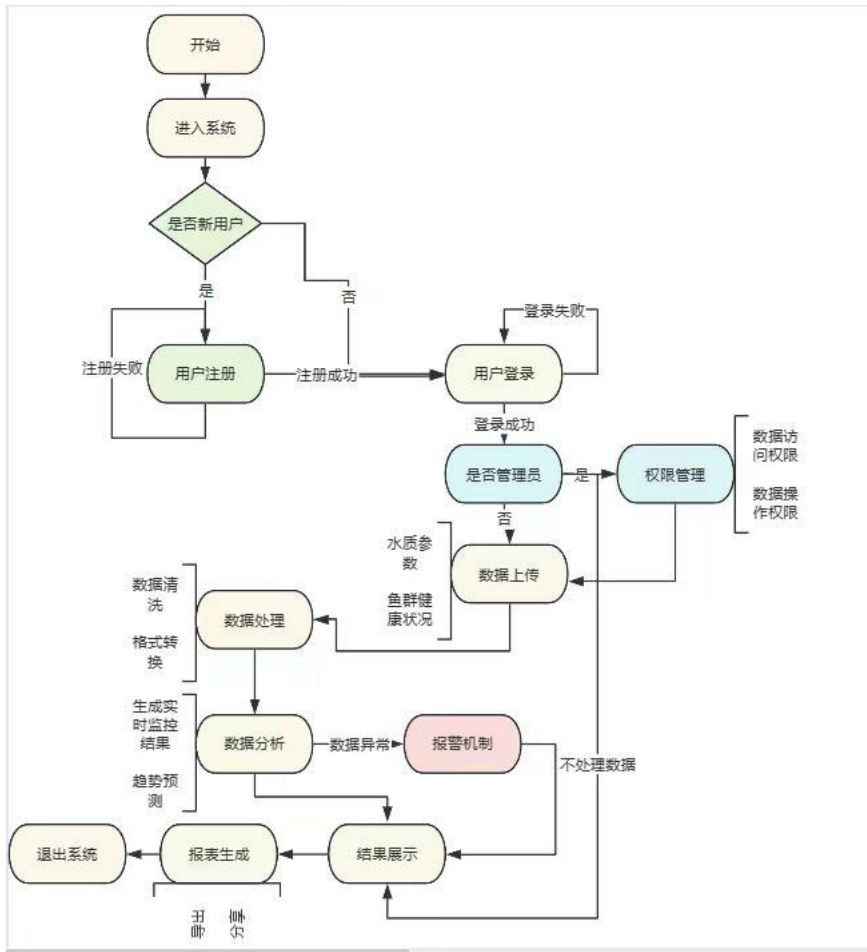 开始
进入系统
是否新用户
是
否
登录失败
注册失败
用户注册
注册成功
用户登录
登录成功
是否管理员
是
权限管理
数据访
问权限
数据操
作权限
否
水质参
数
鱼群健
康状况
数据上传
数据清
洗
格式转
换
数据处理
生成实
时监控
结果
趋势预
测
数据分析
数据异常
报警机制
不处理数据
退出系统
报表生成
结果展示
导出
分享